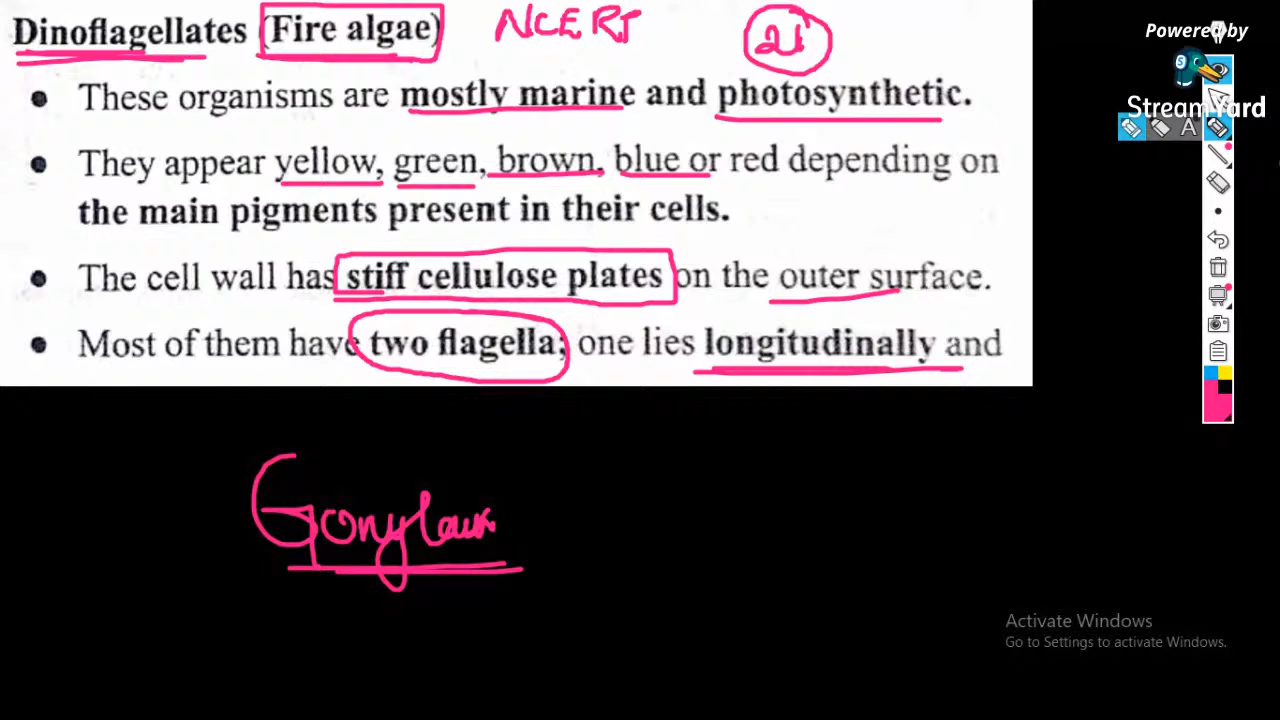 Dinoflagellates (Fire algae) NCERT 21
Powered by
StreamYard
• These organisms are mostly marine and photosynthetic.
• They appear yellow, green, brown, blue or red depending on
the main pigments present in their cells.
• The cell wall has stiff cellulose plates on the outer surface.
• Most of them have two flagella; one lies longitudinally and
Gonylaux
A
Activate Windows
Go to Settings to activate Windows.